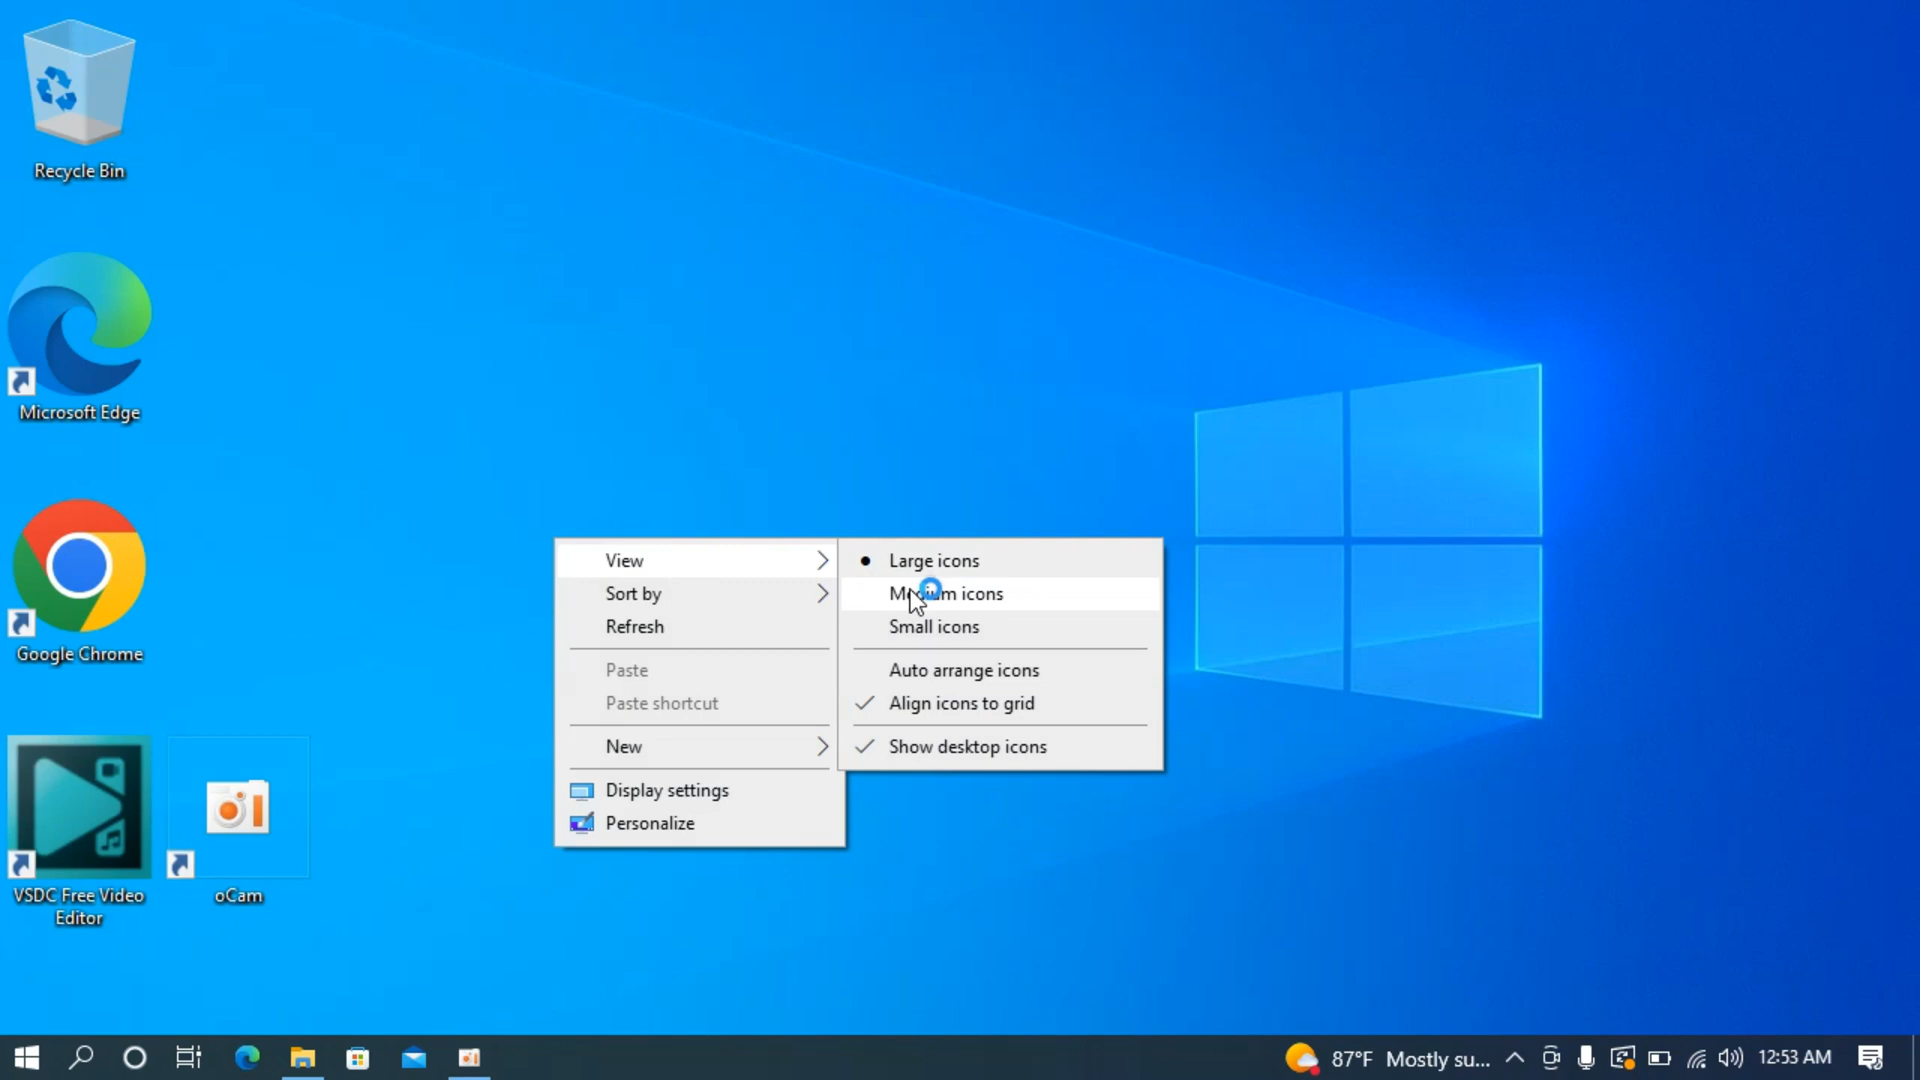 Recycle Bin
Microsoft Edge
Google Chrome
VSDC Free Video
Editor
oCam
View
Sort by
Refresh
Paste
Paste shortcut
New
Display settings
Personalize
Large icons
Medium icons
Small icons
Auto arrange icons
Align icons to grid
Show desktop icons
87°F Mostly su...
12:53 AM